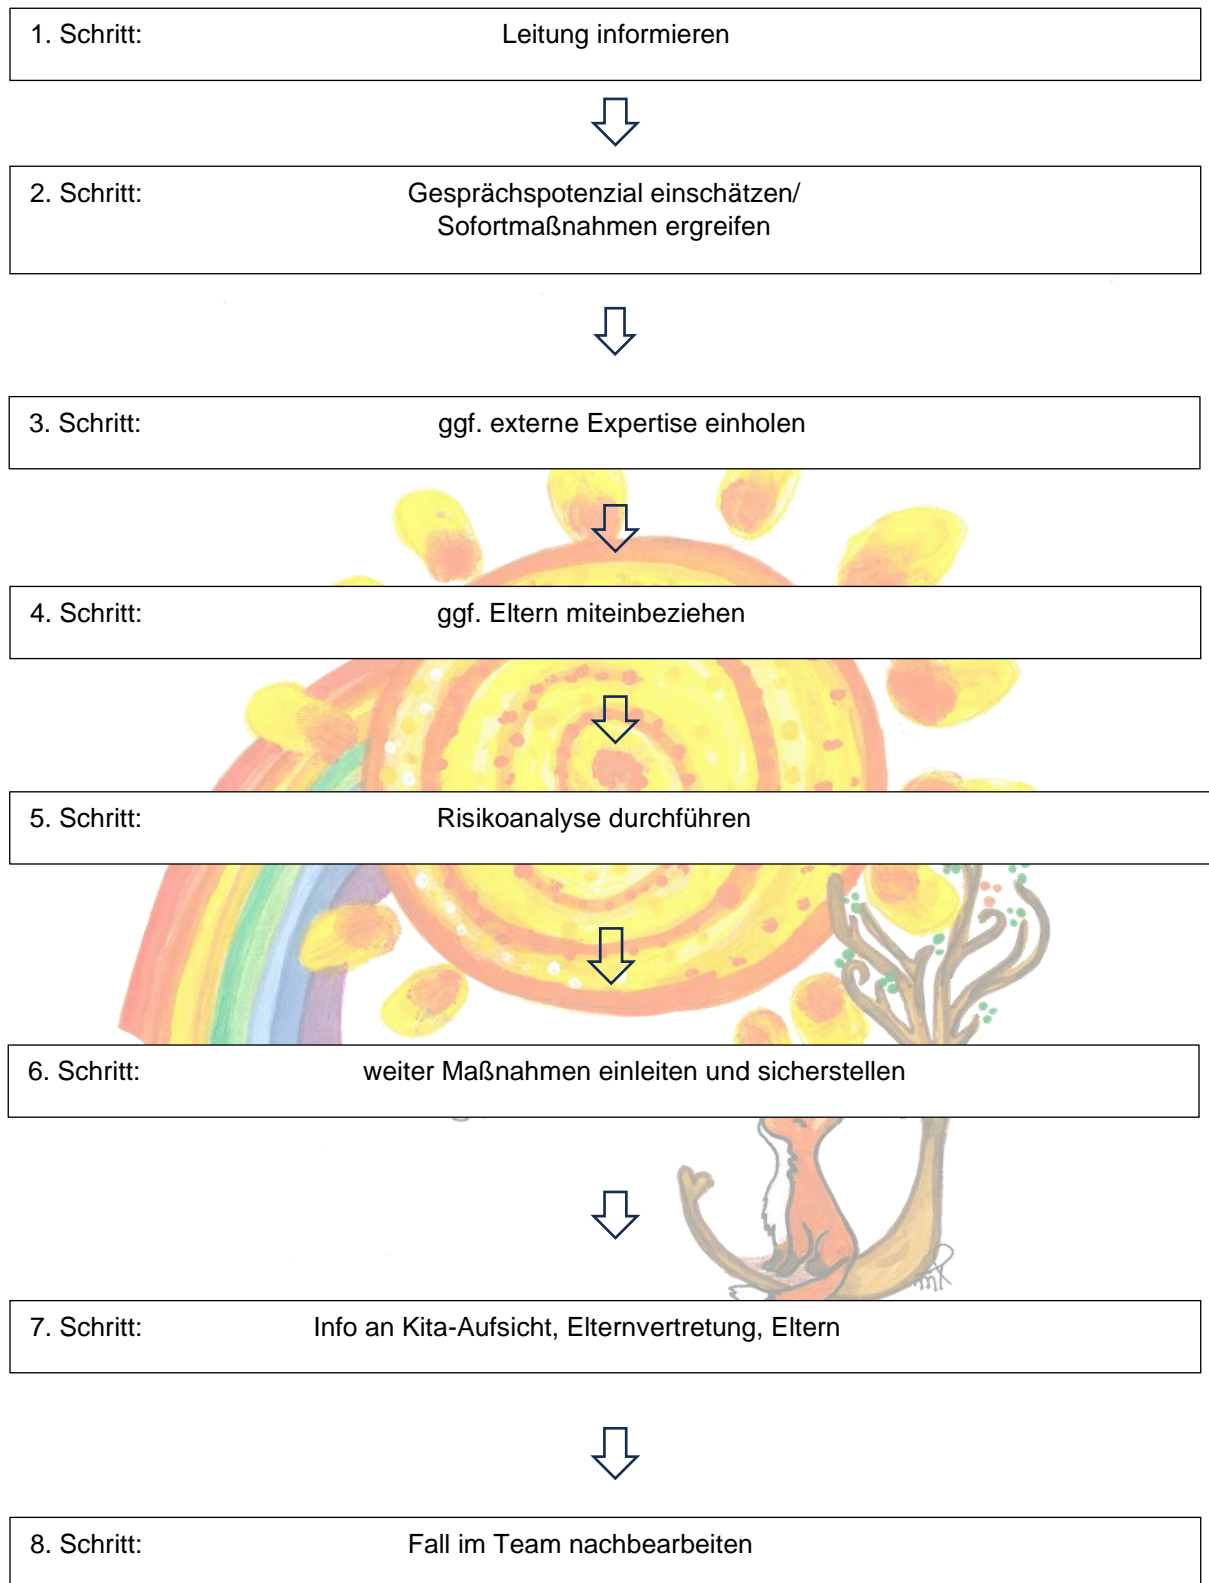 1. Schritt: Leitung informieren
2. Schritt: Gesprächspotenzial einschätzen/
Sofortmaßnahmen ergreifen
3. Schritt: ggf. externe Expertise einholen
4. Schritt: ggf. Eltern miteinbeziehen
5. Schritt: Risikoanalyse durchführen
6. Schritt: weiter Maßnahmen einleiten und sicherstellen
7. Schritt: Info an Kita-Aufsicht, Elternvertretung, Eltern
8. Schritt: Fall im Team nachbearbeiten